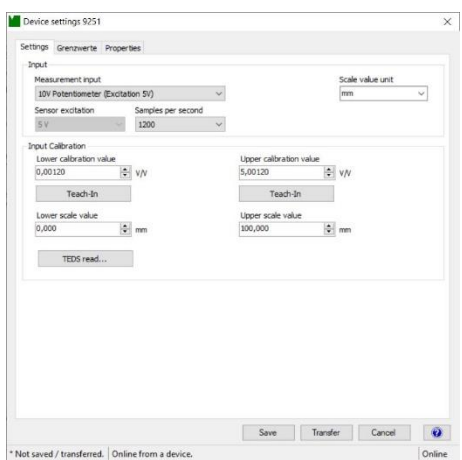 Device settings 9251
Settings Grenzwerte Properties
Input
Measurement input Scale value unit
10V Potentiometer (Excitation 5V) mm
Sensor excitation Samples per second
5 V 1200
Input Calibration
Lower calibration value Upper calibration value
0,00120 V/V 5,00120 V/V
Teach-In Teach-In
Lower scale value Upper scale value
0,000 mm 100,000 mm
TEDS read...
Save Transfer Cancel ?
* Not saved / transferred. Online from a device. Online